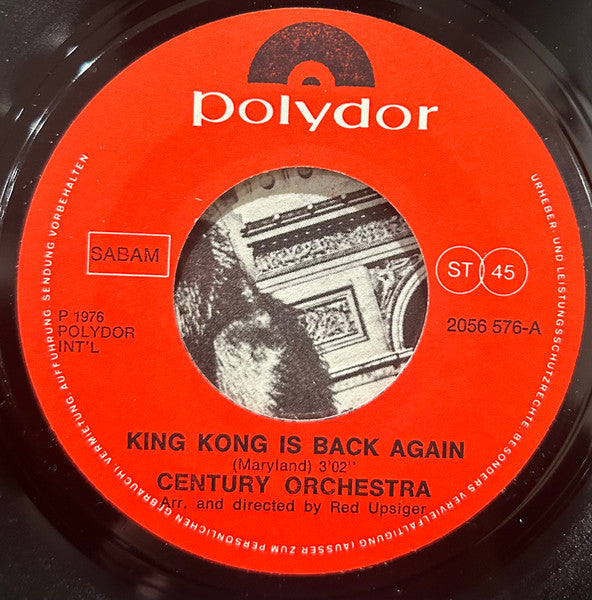 polydor
SABAM
ST 45
P 1976
POLYDOR
INT'L
2056 576-A
KING KONG IS BACK AGAIN
(Maryland) 3'02''
CENTURY ORCHESTRA
Arr. and directed by Red Upsiger
URHEBER- UND LEISTUNGSSCHUTZRECHTE, BESONDERS VERVIELFÄLTIGUNG (AUSSER ZUM PERSÖNLICHEN GEBRAUCH), VERMIETUNG, AUFFÜHRUNG, SENDUNG VORBEHALTEN